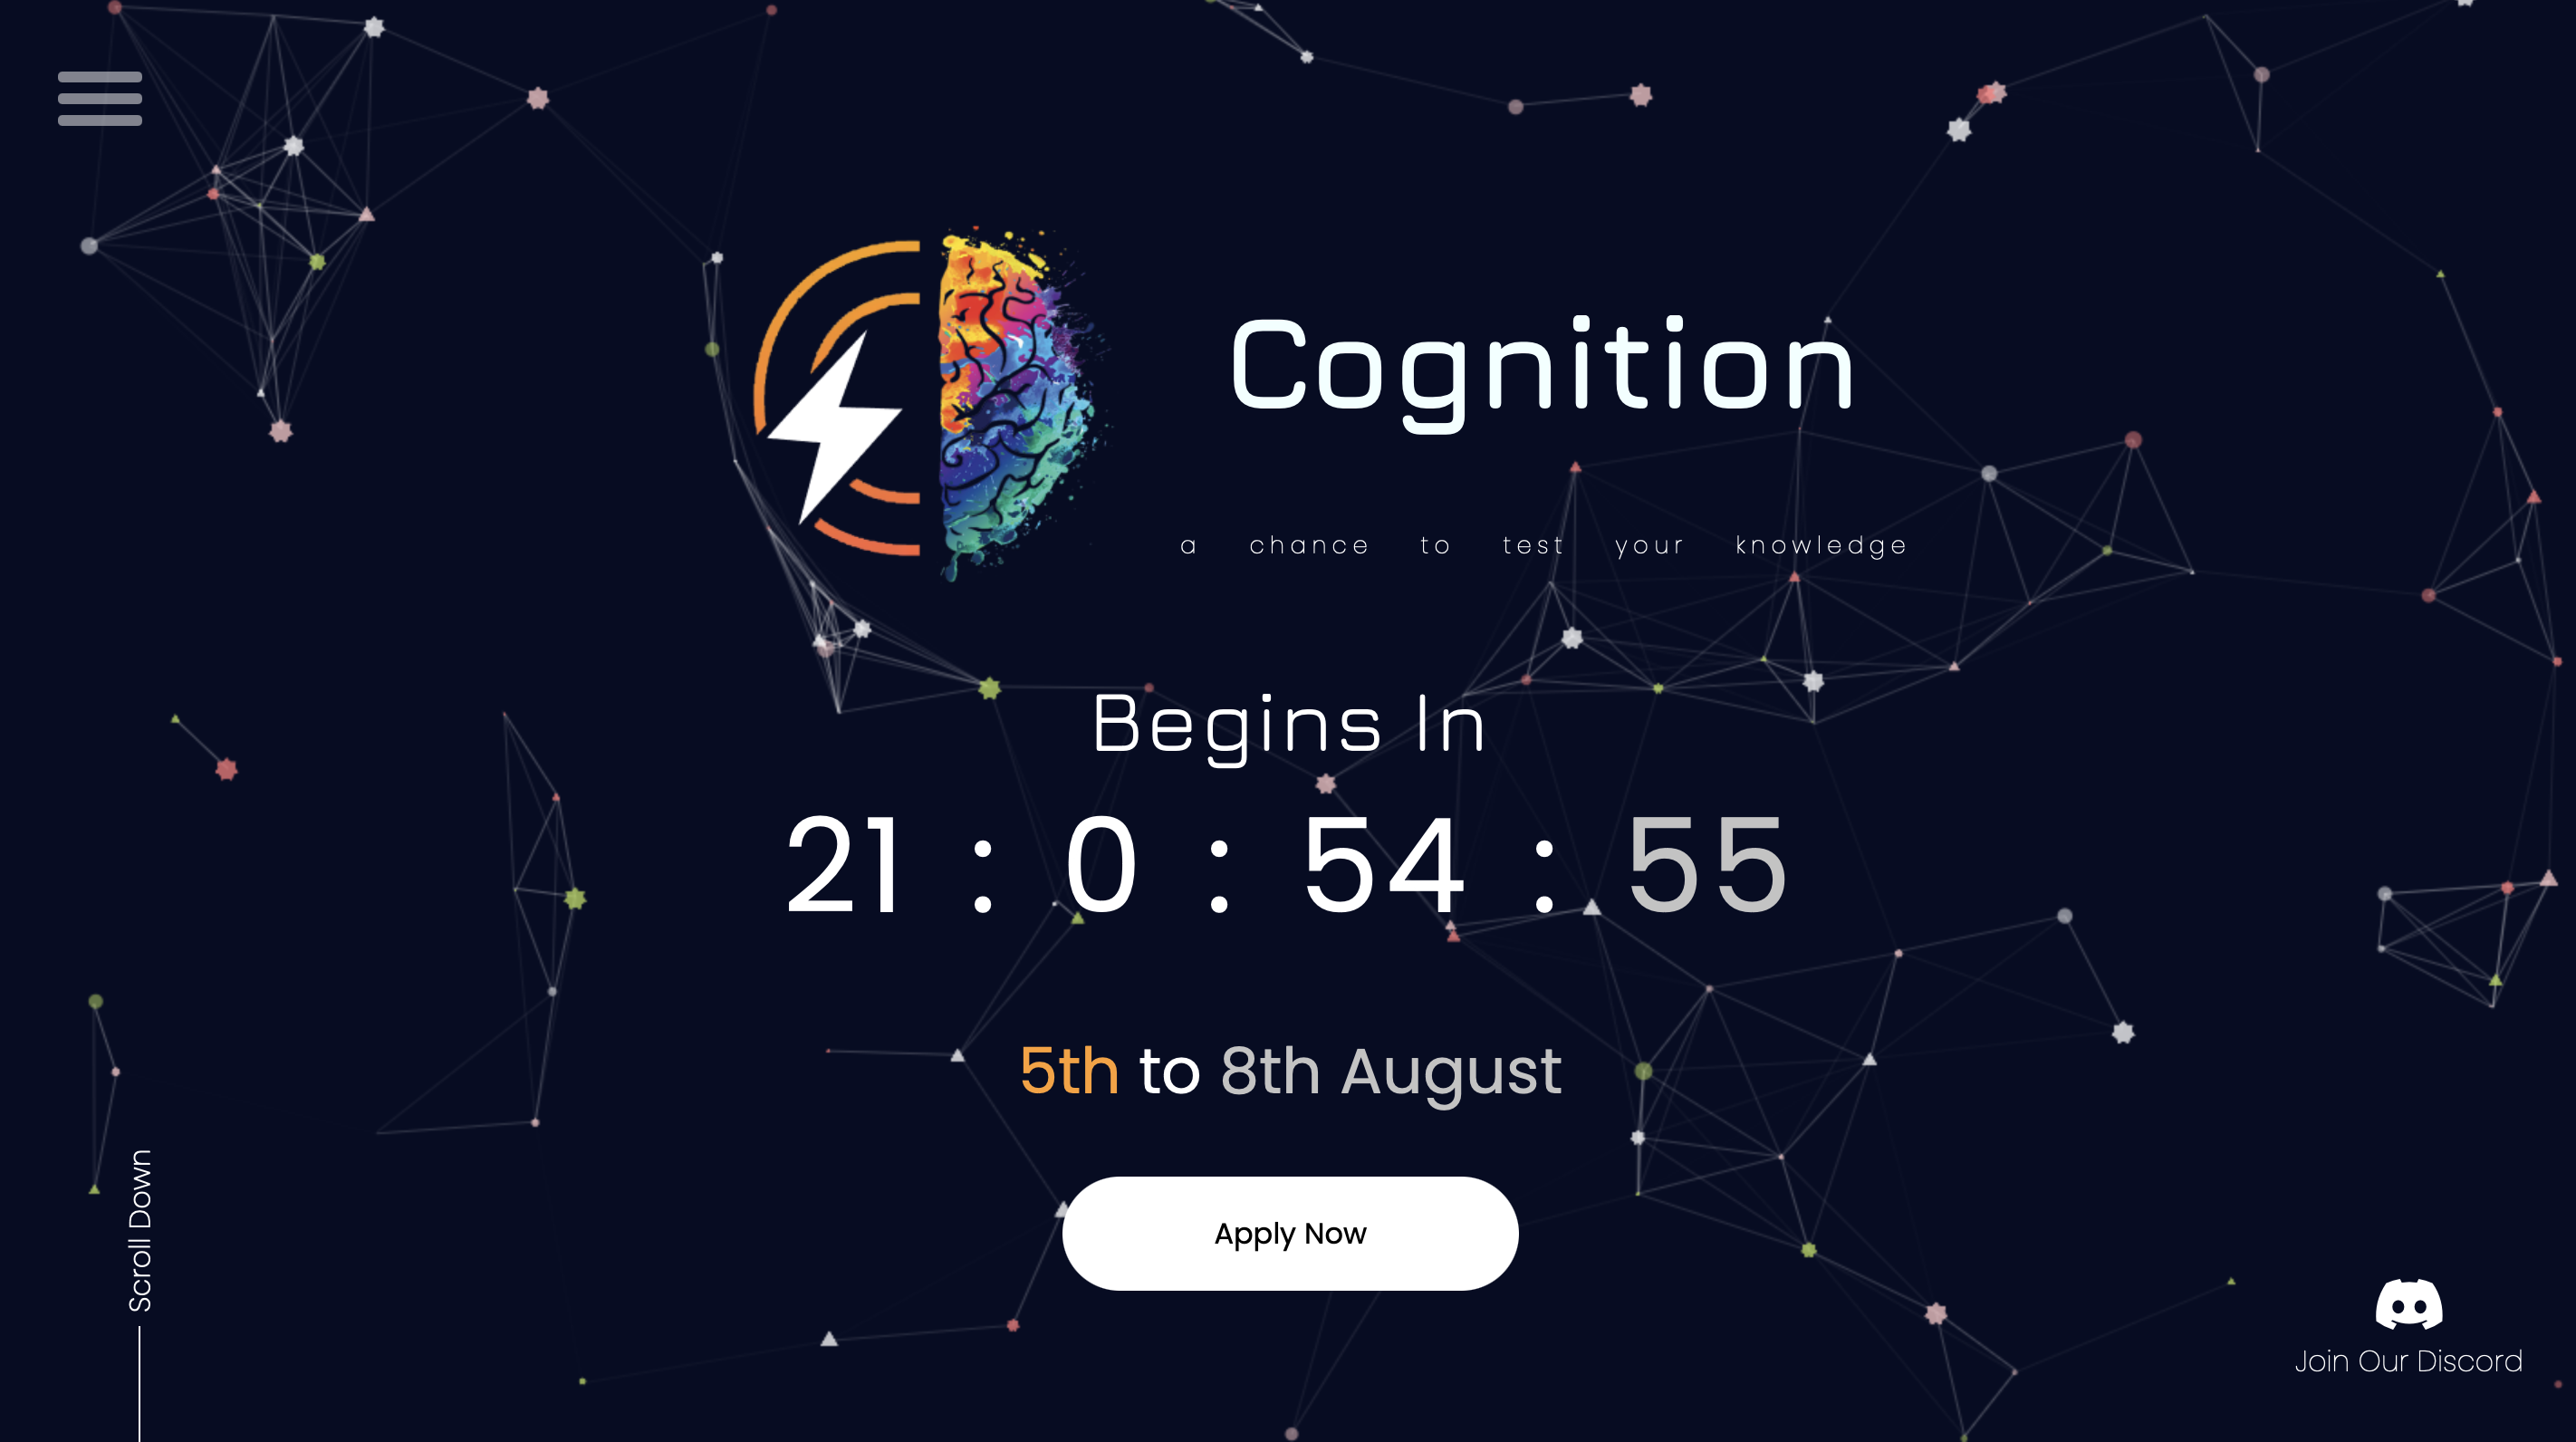 Cognition
a chance to test your knowledge
Begins In
21 : 0 : 54 : 55
5th to 8th August
Apply Now
Scroll Down
Join Our Discord